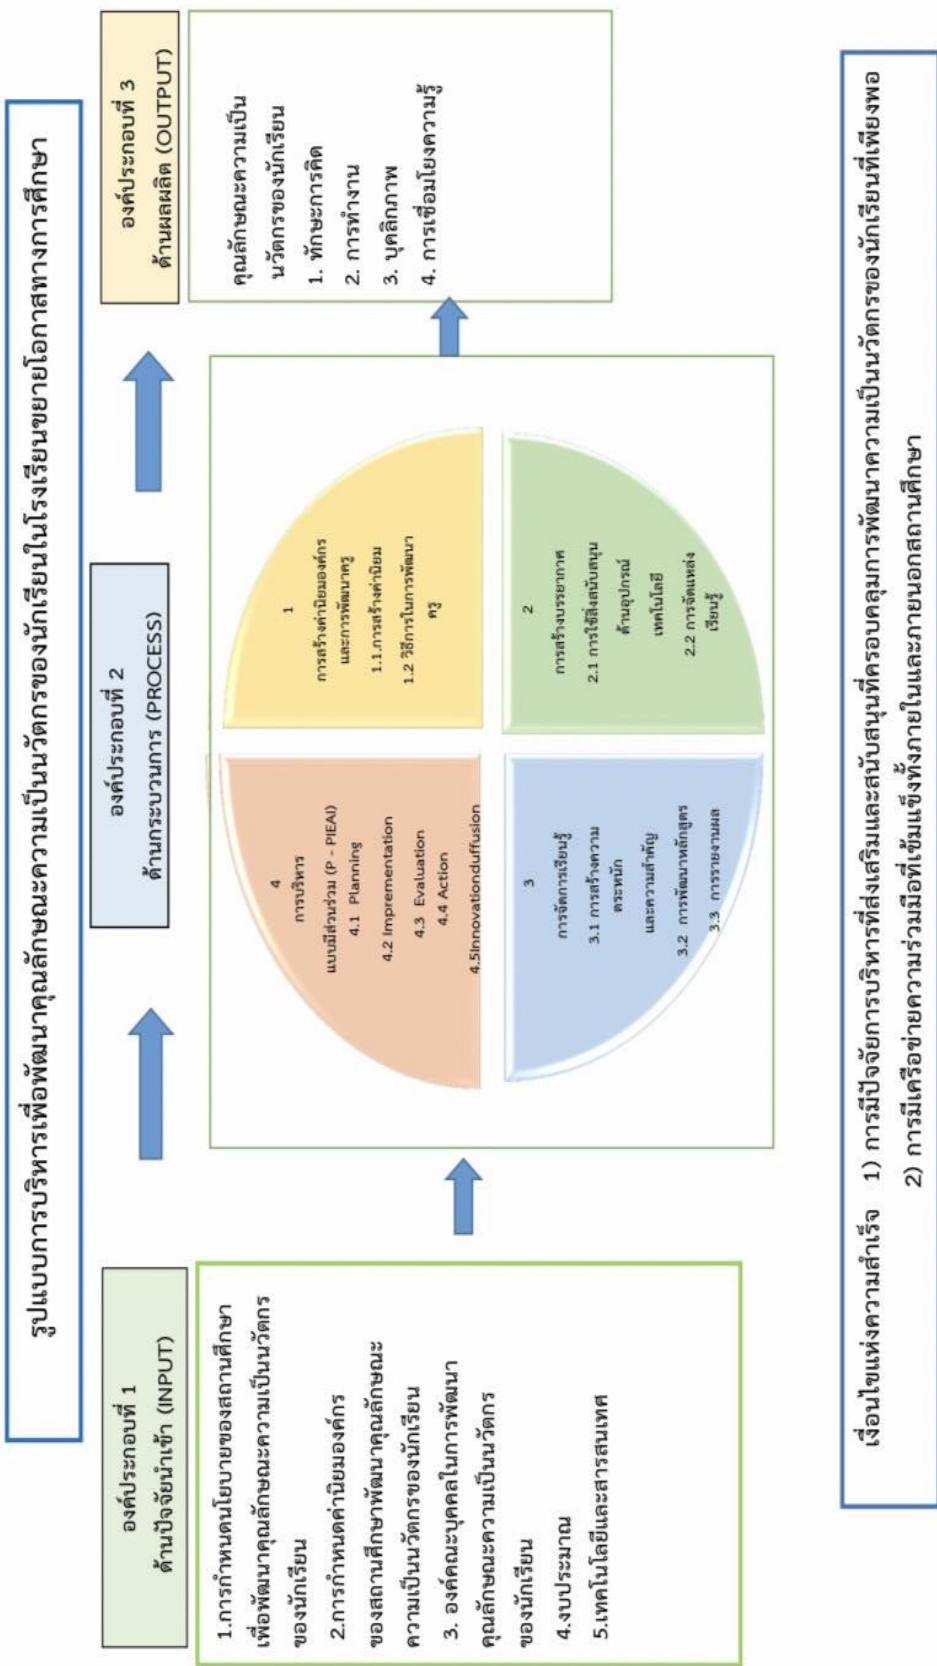 รูปแบบการบริหารเพื่อพัฒนาคุณลักษณะความเป็นนวัตกรของนักเรียนในโรงเรียนขยายโอกาสทางการศึกษา
องค์ประกอบที่ 1
ด้านปัจจัยนำเข้า (INPUT)
1.การกำหนดนโยบายของสถานศึกษา
เพื่อพัฒนาคุณลักษณะความเป็นนวัตกร
ของนักเรียน
2.การกำหนดค่านิยมองค์กร
ของสถานศึกษาพัฒนาคุณลักษณะ
ความเป็นนวัตกรของนักเรียน
3. องค์คณะบุคคลในการพัฒนา
คุณลักษณะความเป็นนวัตกร
ของนักเรียน
4.งบประมาณ
5.เทคโนโลยีและสารสนเทศ
องค์ประกอบที่ 2
ด้านกระบวนการ (PROCESS)
1
การสร้างค่านิยมองค์กร
และการพัฒนาครู
1.1.การสร้างค่านิยม
1.2 วิธีการในการพัฒนา
ครู
2
การสร้างบรรยากาศ
2.1 การใช้สิ่งสนับสนุน
ด้านอุปกรณ์
เทคโนโลยี
2.2 การจัดแหล่ง
เรียนรู้
3
การจัดการเรียนรู้
3.1 การสร้างความ
ตระหนัก
และความสำคัญ
3.2 การพัฒนาหลักสูตร
3.3 การรายงานผล
4
การบริหาร
แบบมีส่วนร่วม (P - PIEAI)
4.1 Planning
4.2 Imprementation
4.3 Evaluation
4.4 Action
4.5Innovationduffusion
องค์ประกอบที่ 3
ด้านผลผลิต (OUTPUT)
คุณลักษณะความเป็น
นวัตกรของนักเรียน
1. ทักษะการคิด
2. การทำงาน
3. บุคลิกภาพ
4. การเชื่อมโยงความรู้
เงื่อนไขแห่งความสำเร็จ 1) การมีปัจจัยการบริหารที่ส่งเสริมและสนับสนุนที่ครอบคลุมการพัฒนาความเป็นนวัตกรของนักเรียนที่เพียงพอ
2) การมีเครือข่ายความร่วมมือที่เข้มแข็งทั้งภายในและภายนอกสถานศึกษา